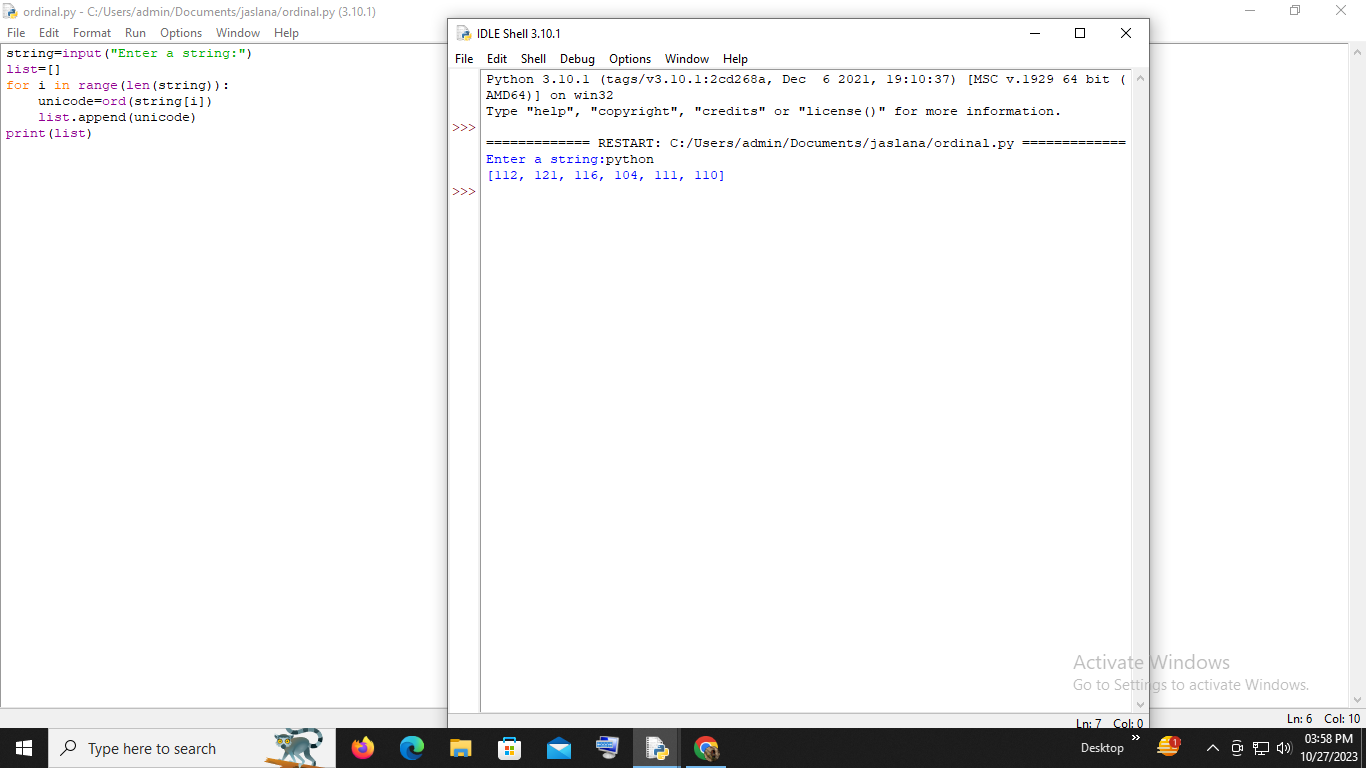 ordinal.py - C:/Users/admin/Documents/jaslana/ordinal.py (3.10.1)
File Edit Format Run Options Window Help
string=input("Enter a string:")
list=[]
for i in range(len(string)):
    unicode=ord(string[i])
    list.append(unicode)
print(list)
IDLE Shell 3.10.1
File Edit Shell Debug Options Window Help
Python 3.10.1 (tags/v3.10.1:2cd268a, Dec  6 2021, 19:10:37) [MSC v.1929 64 bit (
AMD64)] on win32
Type "help", "copyright", "credits" or "license()" for more information.
>>>
============= RESTART: C:/Users/admin/Documents/jaslana/ordinal.py =============
Enter a string:python
[112, 121, 116, 104, 111, 110]
>>>
Activate Windows
Go to Settings to activate Windows.
Ln: 7 Col: 0
Ln: 6 Col: 10
Type here to search
Desktop
»
1
03:58 PM
10/27/2023